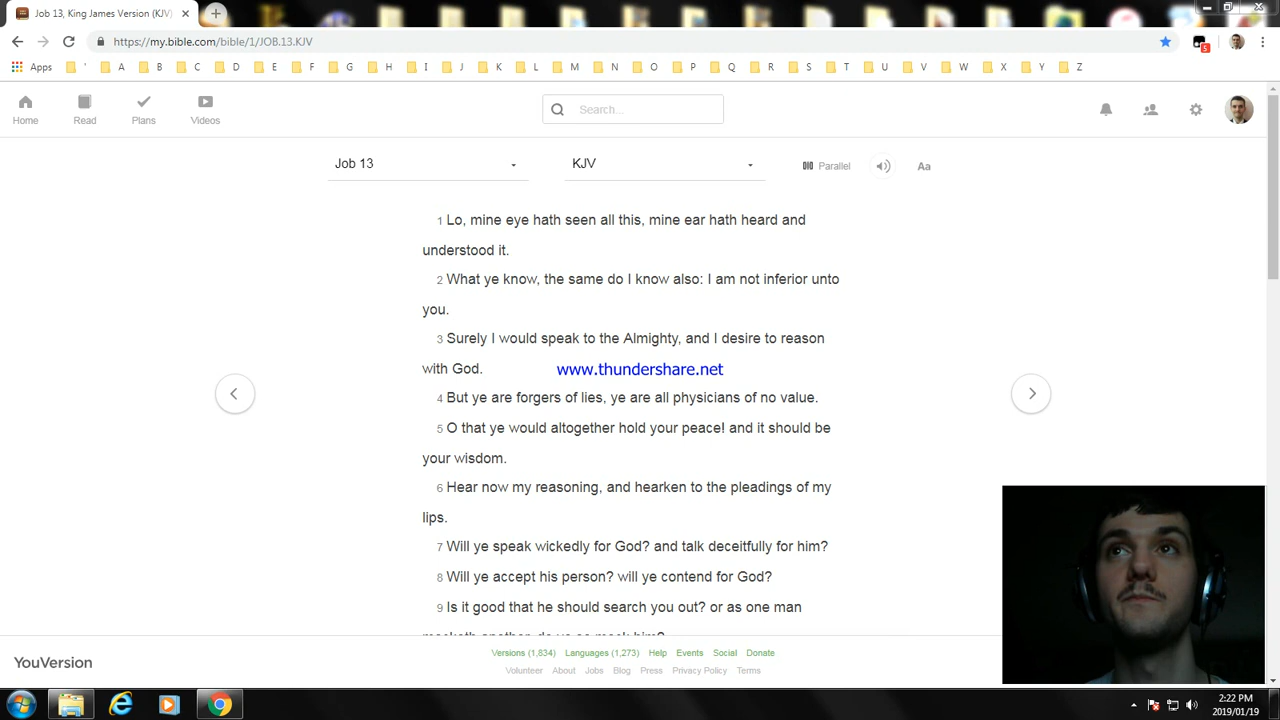 Job 13, King James Version (KJV)
https://my.bible.com/bible/1/JOB.13.KJV
5
Apps ' A B C D E F G H I J K L M N O P Q R S T U V W X Y Z
Home Read Plans Videos
Search...
Job 13 KJV Parallel Aa
1 Lo, mine eye hath seen all this, mine ear hath heard and
understood it.
2 What ye know, the same do I know also: I am not inferior unto
you.
3 Surely I would speak to the Almighty, and I desire to reason
with God.
www.thundershare.net
4 But ye are forgers of lies, ye are all physicians of no value.
5 O that ye would altogether hold your peace! and it should be
your wisdom.
6 Hear now my reasoning, and hearken to the pleadings of my
lips.
7 Will ye speak wickedly for God? and talk deceitfully for him?
8 Will ye accept his person? will ye contend for God?
9 Is it good that he should search you out? or as one man
mocketh another, do ye so mock him?
Versions (1,834) Languages (1,273) Help Events Social Donate
YouVersion
Volunteer About Jobs Blog Press Privacy Policy Terms
2:22 PM
2019/01/19